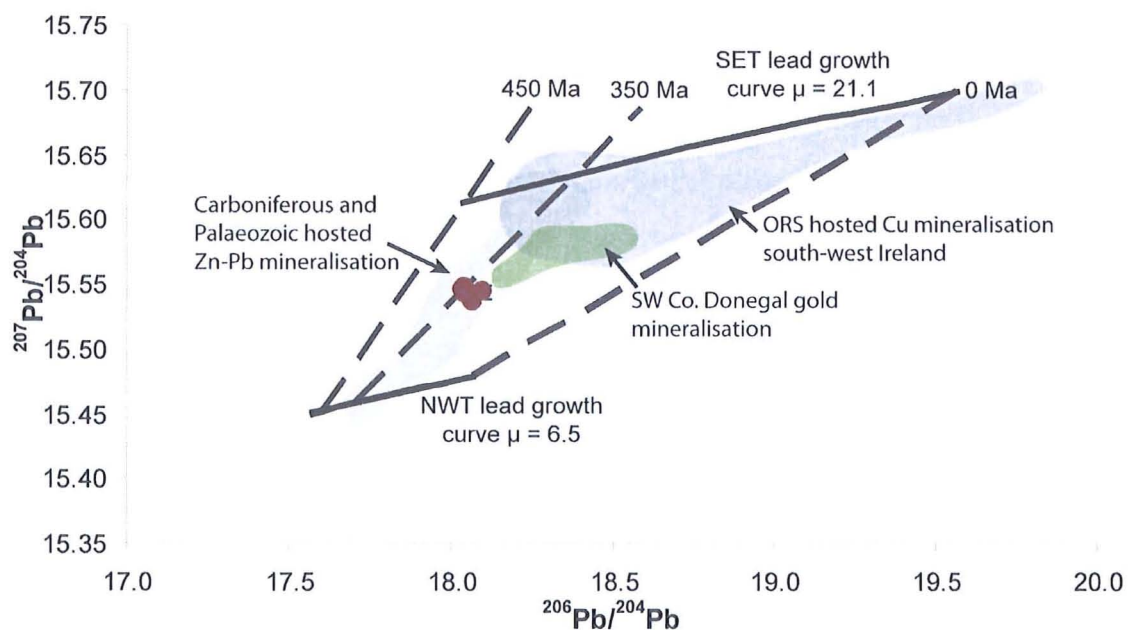 15.75
15.70
15.65
15.60
15.55
15.50
15.45
15.40
15.35
²⁰⁷Pb/²⁰⁴Pb
450 Ma
350 Ma
SET lead growth
curve μ = 21.1
0 Ma
Carboniferous and
Palaeozoic hosted
Zn-Pb mineralisation
ORS hosted Cu mineralisation
south-west Ireland
SW Co. Donegal gold
mineralisation
NWT lead growth
curve μ = 6.5
17.0
17.5
18.0
18.5
19.0
19.5
20.0
²⁰⁶Pb/²⁰⁴Pb